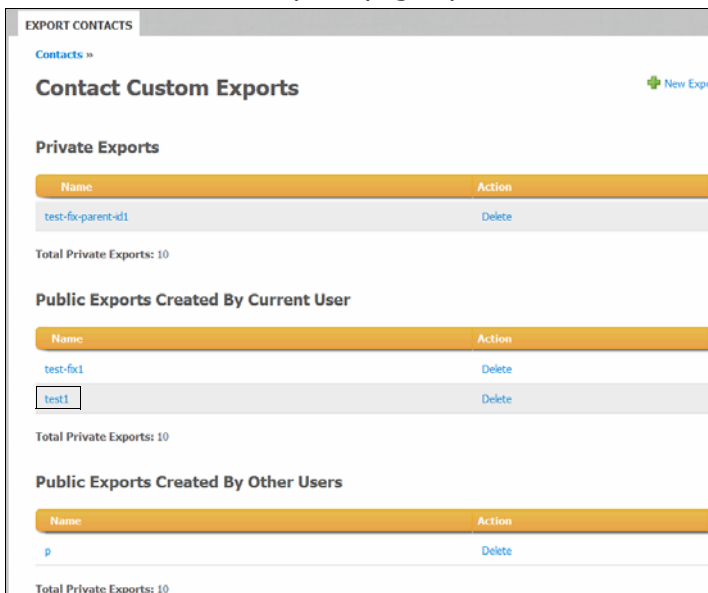 EXPORT CONTACTS
Contacts »
Contact Custom Exports
New Expo
Private Exports
Name Action
test-fix-parent-id1 Delete
Total Private Exports: 10
Public Exports Created By Current User
Name Action
test-fix1 Delete
test1 Delete
Total Private Exports: 10
Public Exports Created By Other Users
Name Action
p Delete
Total Private Exports: 10